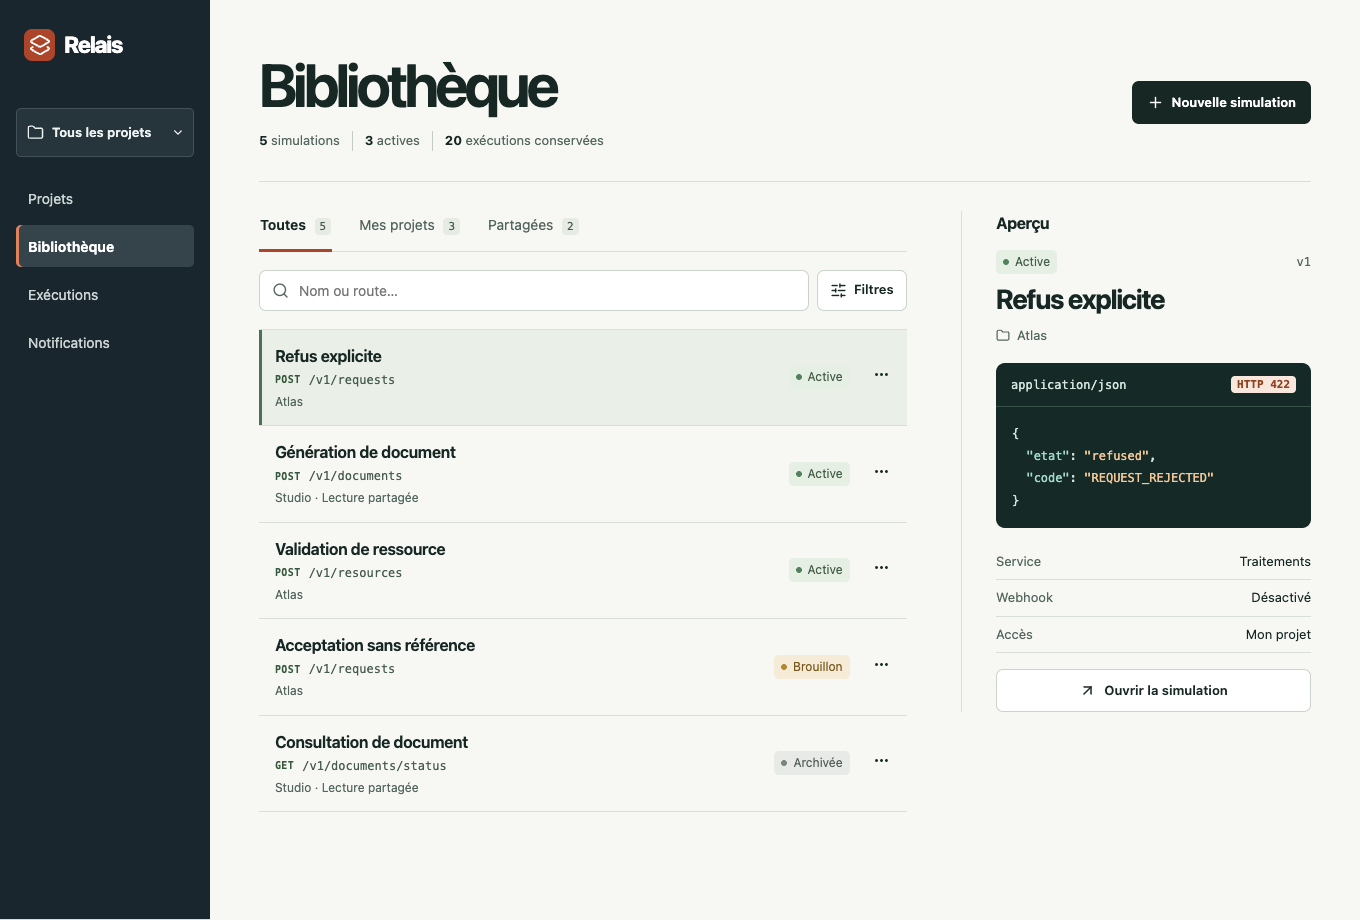 Relais
Tous les projets
Projets
Bibliothèque
Exécutions
Notifications
Bibliothèque
5 simulations
3 actives
20 exécutions conservées
Nouvelle simulation
Toutes 5
Mes projets 3
Partagées 2
Nom ou route...
Filtres
Refus explicite
POST /v1/requests
Atlas
Active
Génération de document
POST /v1/documents
Studio · Lecture partagée
Active
Validation de ressource
POST /v1/resources
Atlas
Active
Acceptation sans référence
POST /v1/requests
Atlas
Brouillon
Consultation de document
GET /v1/documents/status
Studio · Lecture partagée
Archivée
Aperçu
Active
v1
Refus explicite
Atlas
application/json
HTTP 422
{
"etat": "refused",
"code": "REQUEST_REJECTED"
}
Service Traitements
Webhook Désactivé
Accès Mon projet
Ouvrir la simulation